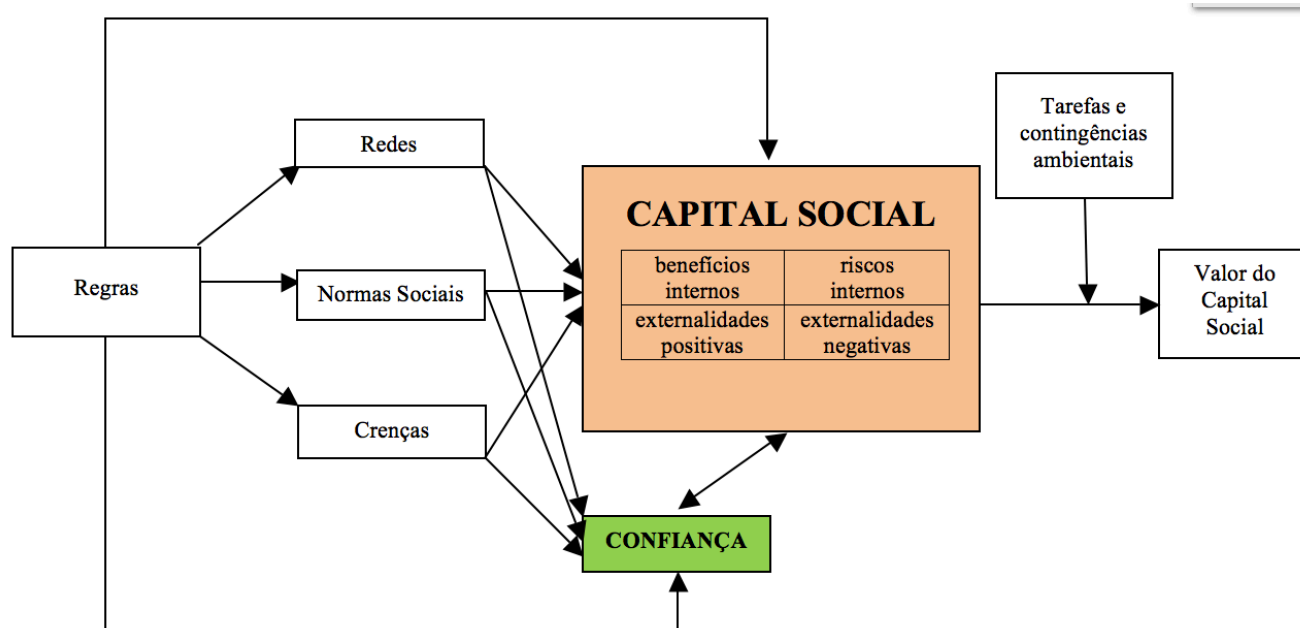 Regras
Redes
Normas Sociais
Crenças
CAPITAL SOCIAL
benefícios
internos
riscos
internos
externalidades
positivas
externalidades
negativas
CONFIANÇA
Tarefas e
contingências
ambientais
Valor do
Capital
Social